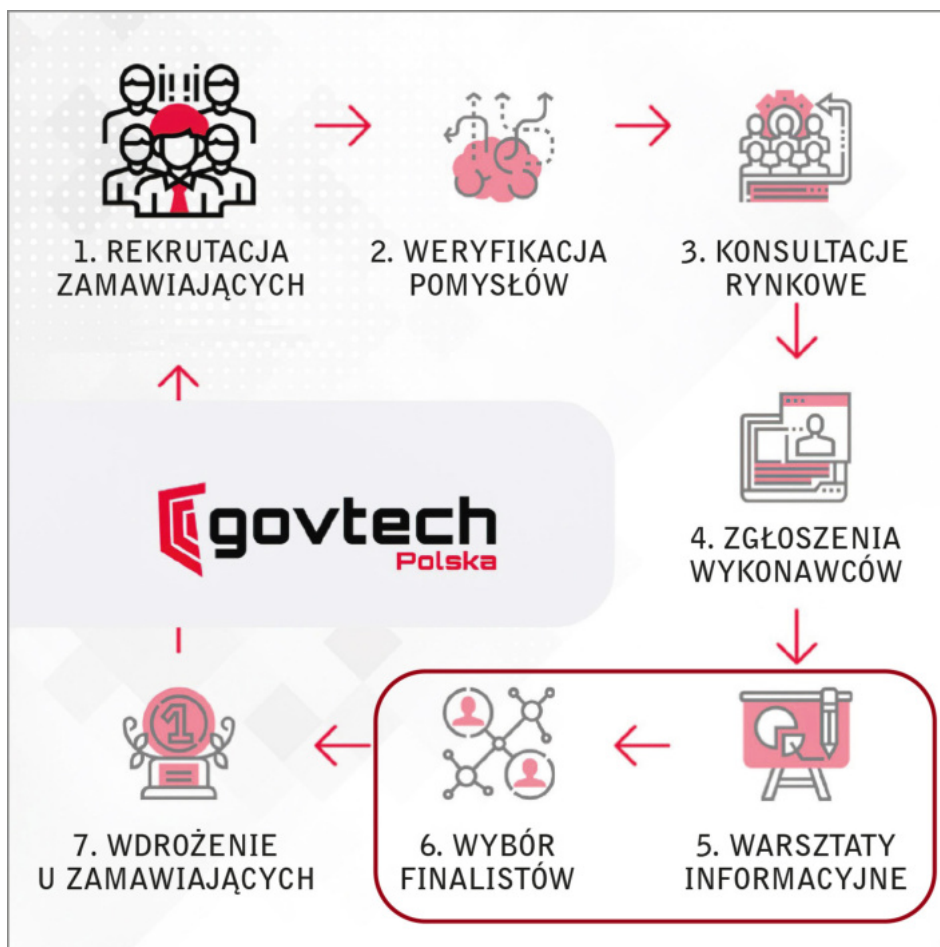 1. REKRUTACJA
ZAMAWIAJĄCYCH
2. WERYFIKACJA
POMYSŁÓW
3. KONSULTACJE
RYNKOWE
govtech
Polska
4. ZGŁOSZENIA
WYKONAWCÓW
5. WARSZTATY
INFORMACYJNE
6. WYBÓR
FINALISTÓW
7. WDROŻENIE
U ZAMAWIAJĄCYCH
1